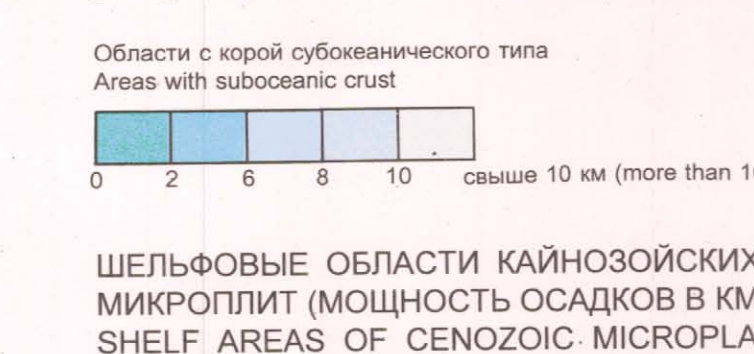 Области с корой субокеанического типа
Areas with suboceanic crust
0 2 6 8 10 свыше 10 км (more than
ШЕЛЬФОВЫЕ ОБЛАСТИ КАЙНОЗОЙСКИХ
МИКРОПЛИТ (МОЩНОСТЬ ОСАДКОВ В КМ
SHELF AREAS OF CENOZOIC